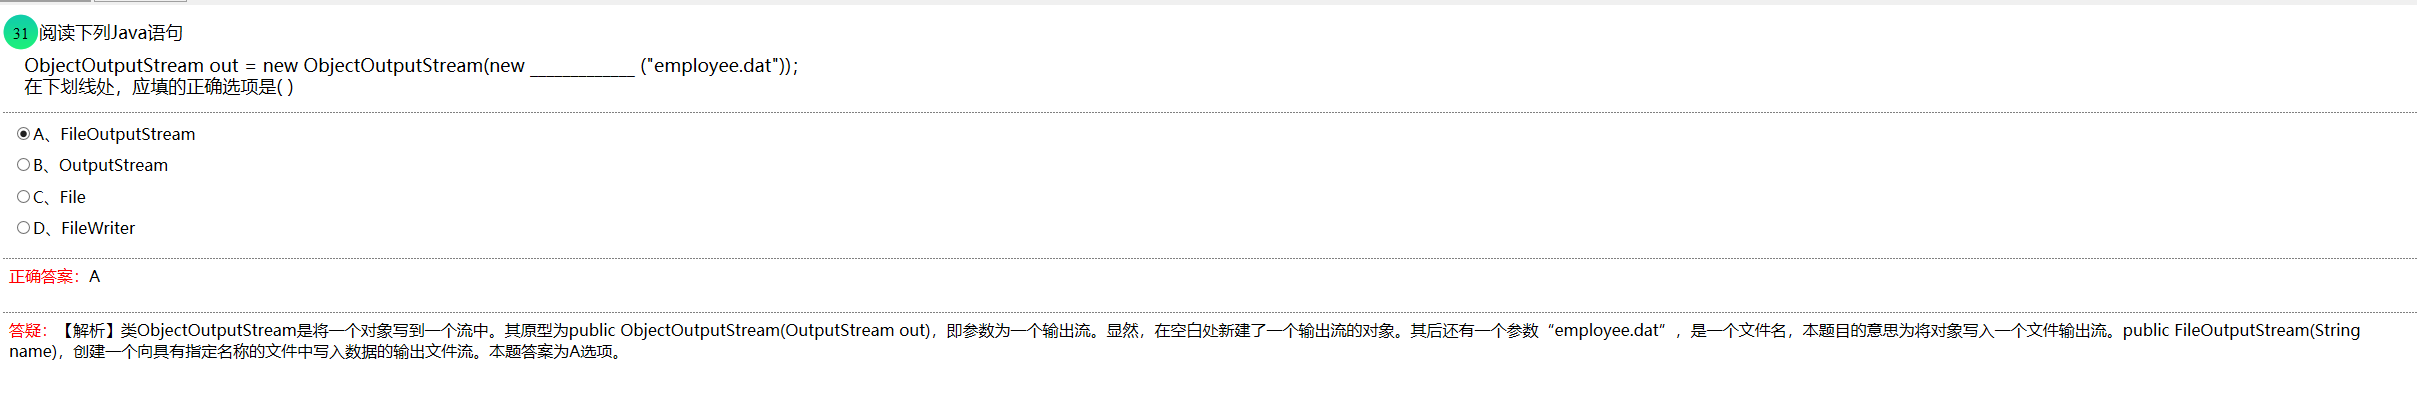 31 阅读下列Java语句
ObjectOutputStream out = new ObjectOutputStream(new ____________ ("employee.dat"));
在下划线处，应填的正确选项是( )
A、FileOutputStream
B、OutputStream
C、File
D、FileWriter
正确答案：A
答疑：【解析】类ObjectOutputStream是将一个对象写到一个流中。其原型为public ObjectOutputStream(OutputStream out)，即参数为一个输出流。显然，在空白处新建了一个输出流的对象。其后还有一个参数“employee.dat”，是一个文件名，本题目的意思为将对象写入一个文件输出流。public FileOutputStream(String
name)，创建一个向具有指定名称的文件中写入数据的输出文件流。本题答案为A选项。